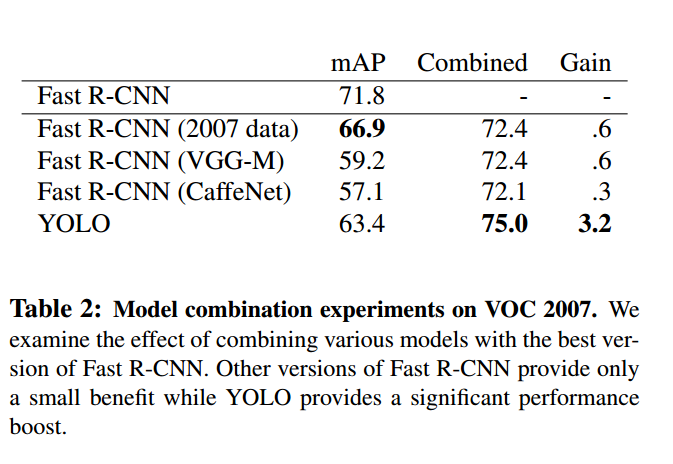 mAP Combined Gain
Fast R-CNN 71.8 - -
Fast R-CNN (2007 data) 66.9 72.4 .6
Fast R-CNN (VGG-M) 59.2 72.4 .6
Fast R-CNN (CaffeNet) 57.1 72.1 .3
YOLO 63.4 75.0 3.2
Table 2: Model combination experiments on VOC 2007. We
examine the effect of combining various models with the best ver-
sion of Fast R-CNN. Other versions of Fast R-CNN provide only
a small benefit while YOLO provides a significant performance
boost.